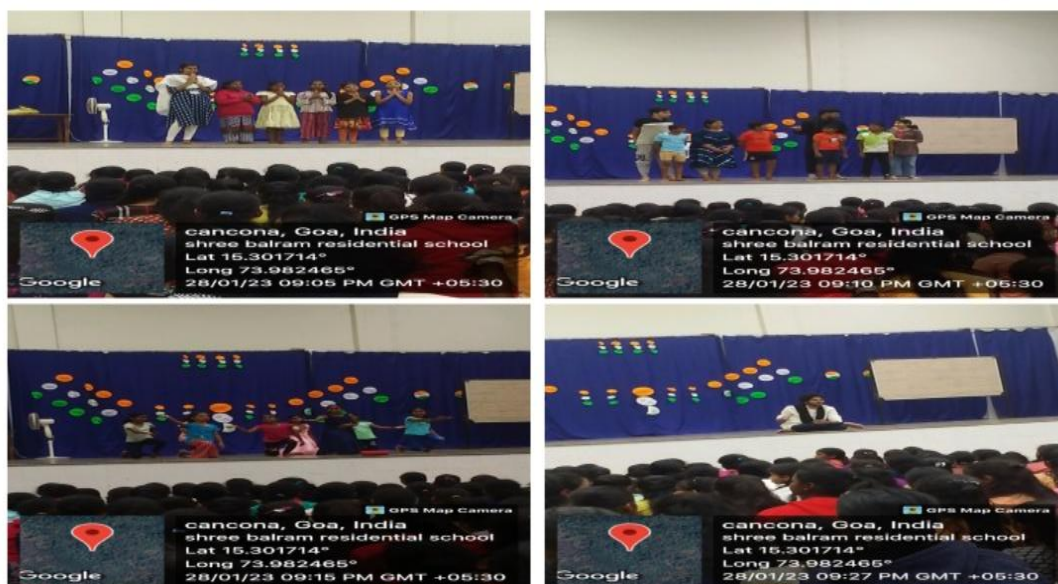 GPS Map Camera
cancona, Goa, India
shree balram residential school
Lat 15.301714°
Long 73.982465°
28/01/23 09:05 PM GMT +05:30
Google
GPS Map Camera
cancona, Goa, India
shree balram residential school
Lat 15.301714°
Long 73.982465°
28/01/23 09:10 PM GMT +05:30
Google
GPS Map Camera
cancona, Goa, India
shree balram residential school
Lat 15.301714°
Long 73.982465°
28/01/23 09:15 PM GMT +05:30
Google
GPS Map Camera
cancona, Goa, India
shree balram residential school
Lat 15.301714°
Long 73.982465°
28/01/23 09:27 PM GMT +05:30
Google